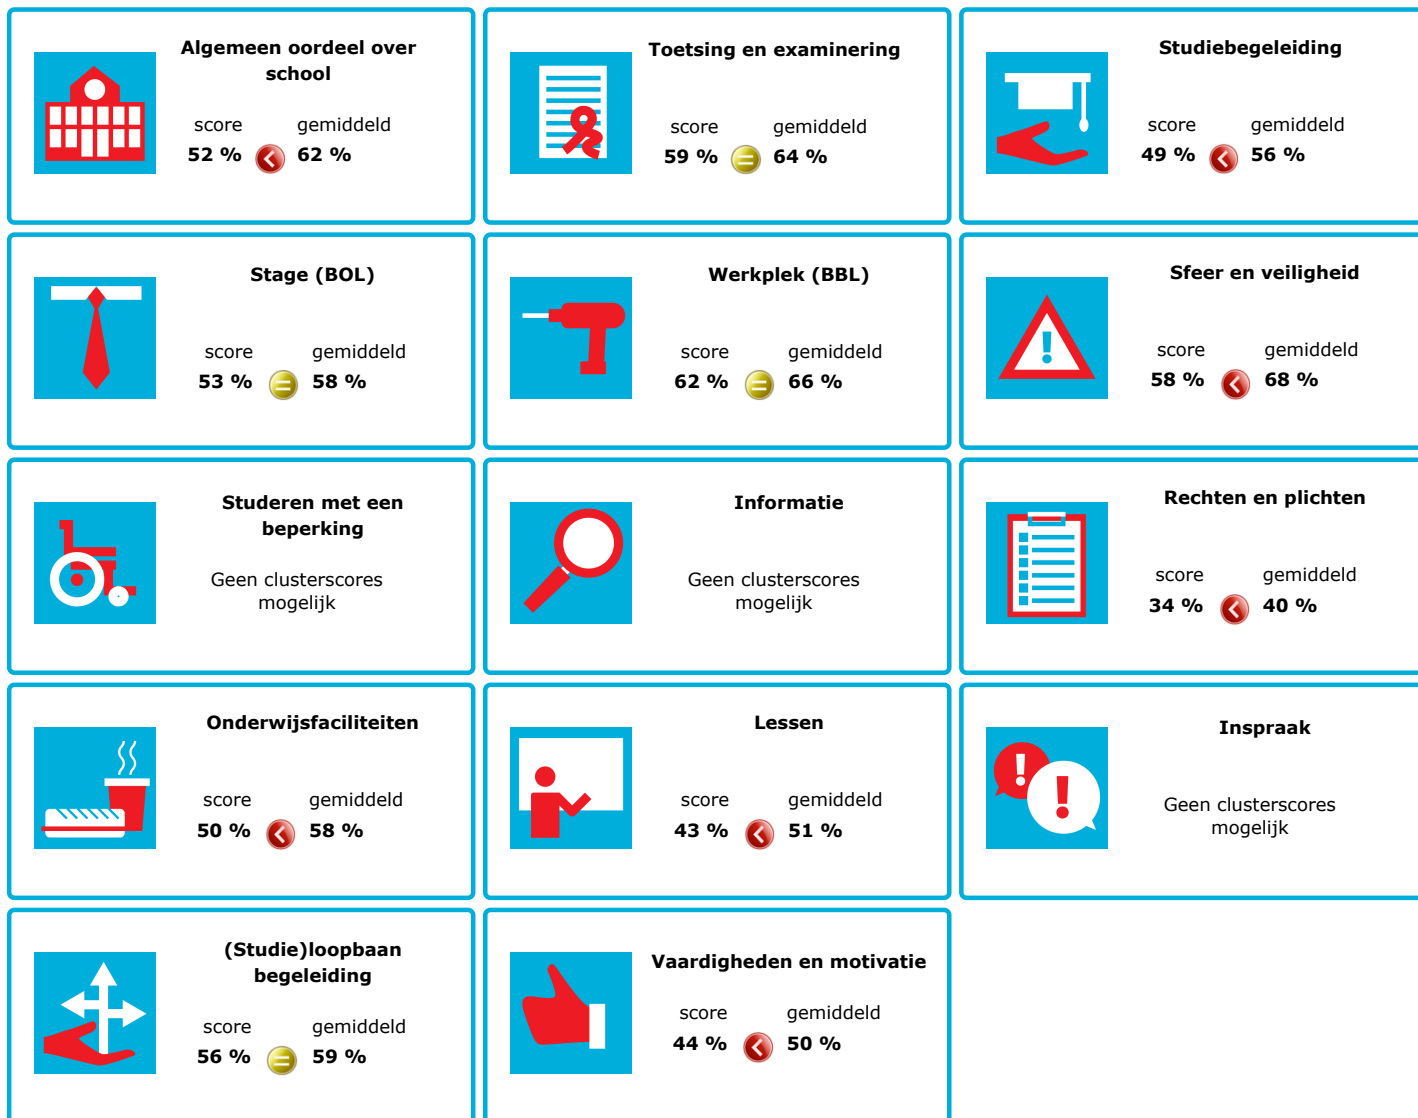 Algemeen oordeel over
school
score gemiddeld
52 % 62 %
Toetsing en examinering
score gemiddeld
59 % = 64 %
Studiebegeleiding
score gemiddeld
49 % 56 %
Stage (BOL)
score gemiddeld
53 % = 58 %
Werkplek (BBL)
score gemiddeld
62 % = 66 %
Sfeer en veiligheid
score gemiddeld
58 % 68 %
Studeren met een
beperking
Geen clusterscores
mogelijk
Informatie
Geen clusterscores
mogelijk
Rechten en plichten
score gemiddeld
34 % 40 %
Onderwijsfaciliteiten
score gemiddeld
50 % 58 %
Lessen
score gemiddeld
43 % 51 %
Inspraak
Geen clusterscores
mogelijk
(Studie)loopbaan
begeleiding
score gemiddeld
56 % = 59 %
Vaardigheden en motivatie
score gemiddeld
44 % 50 %